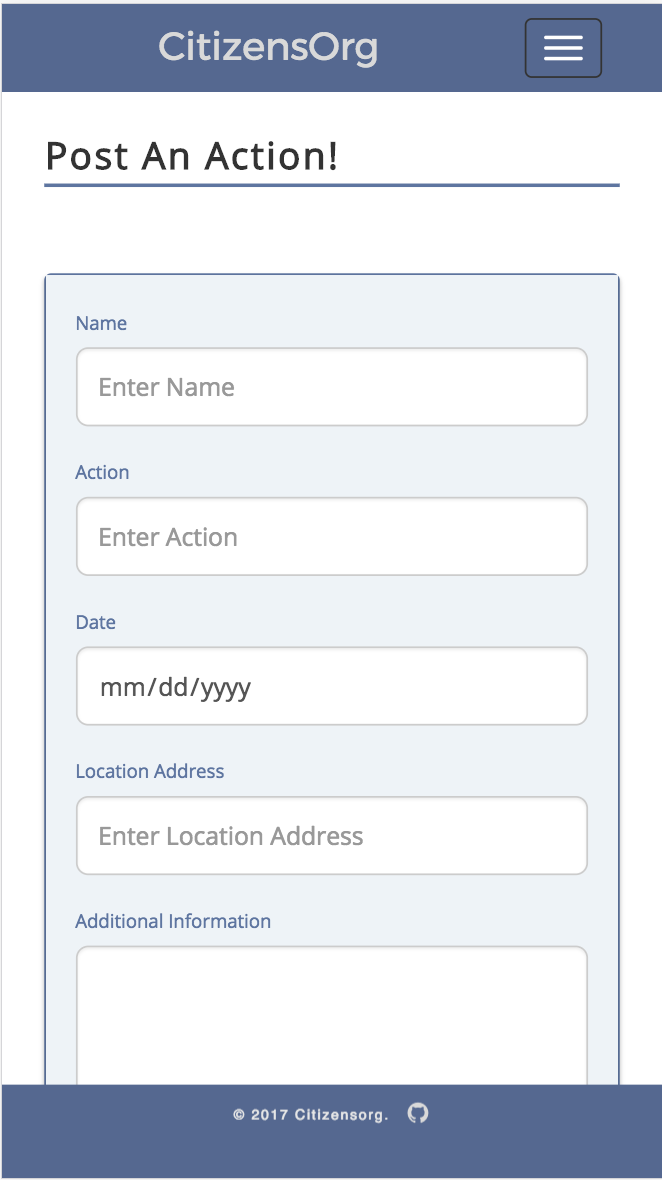 CitizensOrg
Post An Action!
Name
Enter Name
Action
Enter Action
Date
mm/dd/yyyy
Location Address
Enter Location Address
Additional Information
© 2017 Citizensorg.